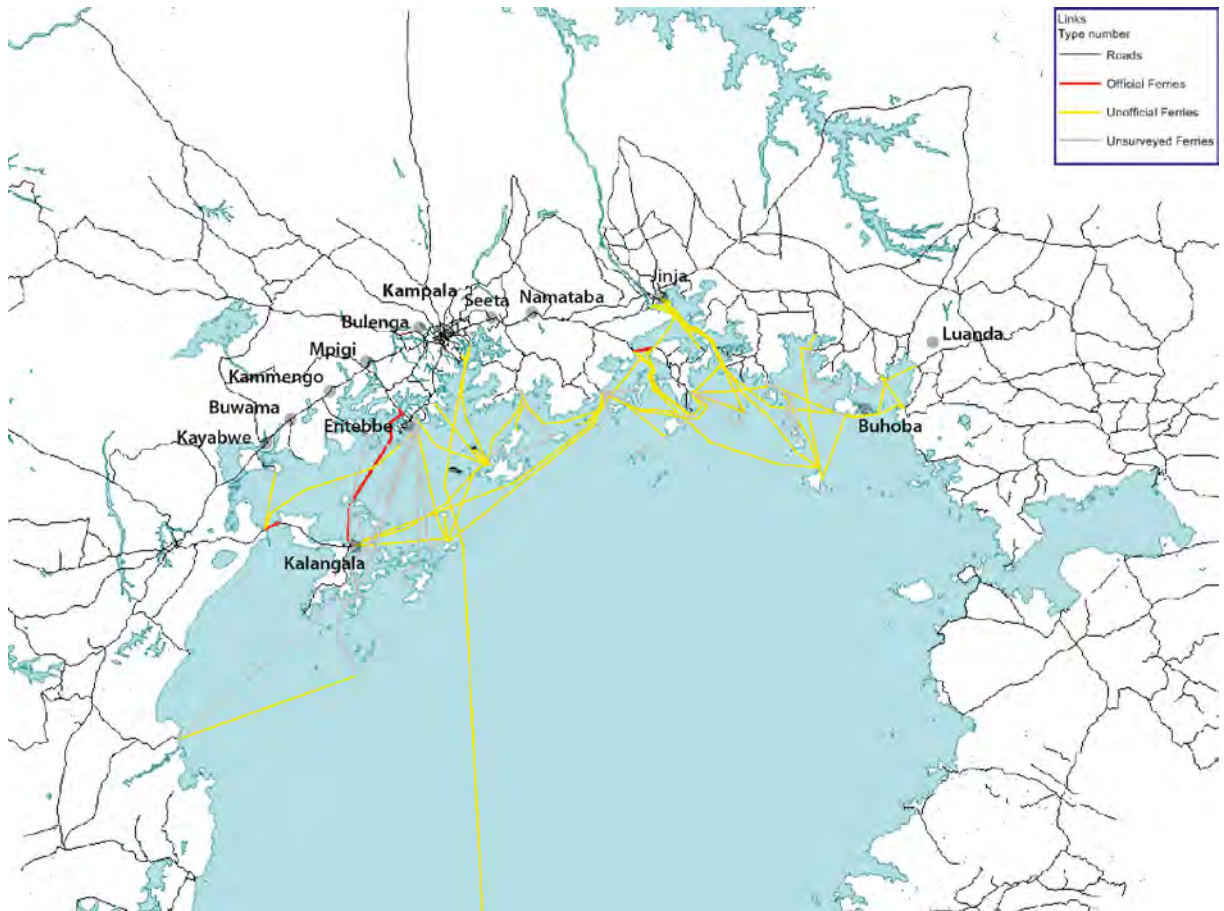 Links
Type number
Roads
Official Ferries
Unofficial Ferries
Unsurveyed Ferries
Jinja
Kampala
Seeta
Namataba
Bulenga
Luanda
Mpigi
Kammengo
Buwama
Entebbe
Buhoba
Kayabwe
Kalangala